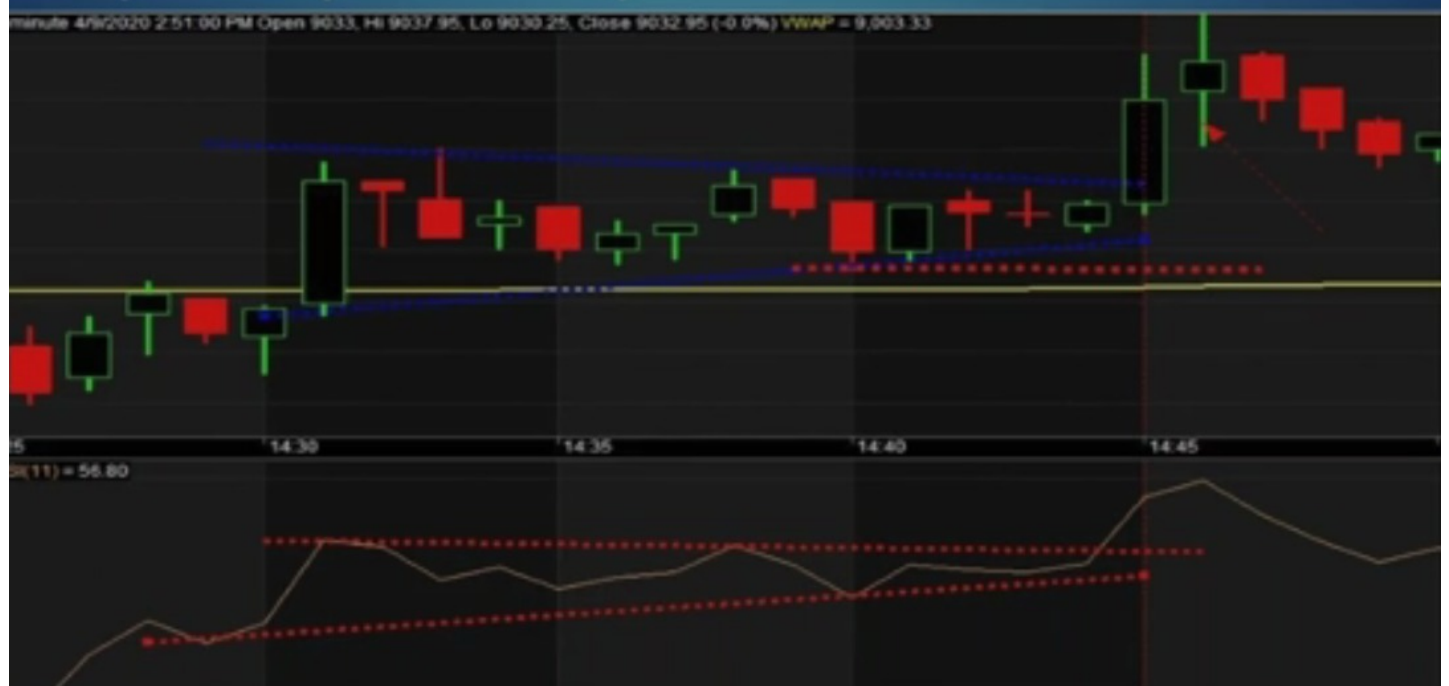 minute 4/9/2020 2:51:00 PM Open 9033, Hi 9037.95, Lo 9030.25, Close 9032.95 (-0.0%) VWAP = 9,003.33
14:30 14:35 14:40 14:45
SI(11) = 56.80